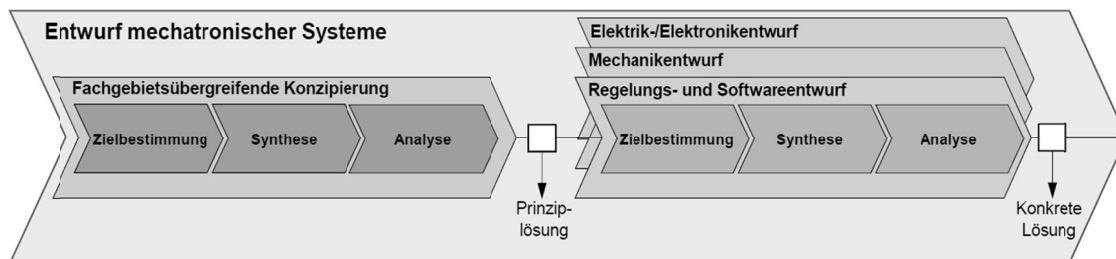 Entwurf mechatronischer Systeme
Fachgebietsübergreifende Konzipierung
Zielbestimmung
Synthese
Analyse
Prinzip-
lösung
Elektrik-/Elektronikentwurf
Mechanikentwurf
Regelungs- und Softwareentwurf
Zielbestimmung
Synthese
Analyse
Konkrete
Lösung